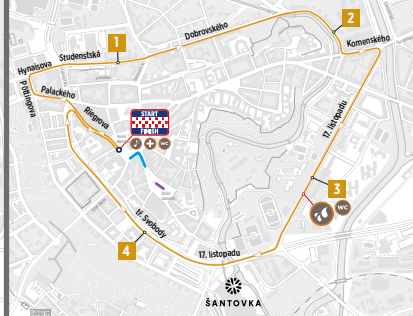 2
1
Dobrovského
Komenského
Studentská
Hynaisova
Palackého
Pöttingova
Riegrova
START
FINISH
WC
17. listopadu
3
WC
tř. Svobody
4
17. listopadu
ŠANTOVKA